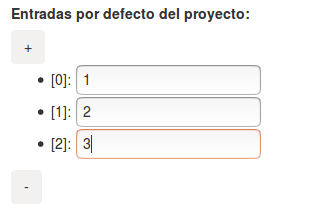 Entradas por defecto del proyecto:
+
• [0]: 1
• [1]: 2
• [2]: 3
-